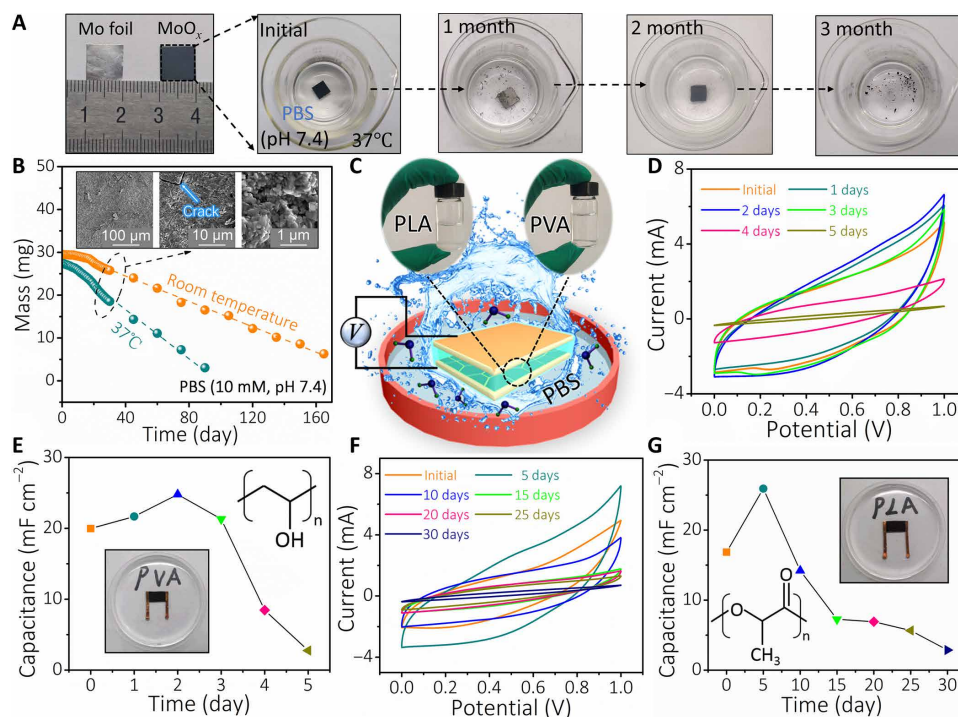 A
Mo foil
MoOₓ
1 2 3 4
Initial
PBS
(pH 7.4)
37°C
1 month
2 month
3 month
B
50
40
30
20
10
0
Mass (mg)
100 μm
Crack
10 μm
1 μm
Room temperature
37°C
PBS (10 mM, pH 7.4)
0 30 60 90 120 150
Time (day)
C
PLA
PVA
V
PBS
D
8
4
0
−4
Current (mA)
Initial
1 days
2 days
3 days
4 days
5 days
0.0 0.2 0.4 0.6 0.8 1.0
Potential (V)
E
40
30
20
10
0
Capacitance (mF cm⁻²)
n
OH
PVA
0 1 2 3 4 5
Time (day)
F
8
4
0
−4
Current (mA)
Initial
5 days
10 days
15 days
20 days
25 days
30 days
0.0 0.2 0.4 0.6 0.8 1.0
Potential (V)
G
40
30
20
10
0
Capacitance (mF cm⁻²)
PLA
O
O
n
CH₃
0 5 10 15 20 25 30
Time (day)